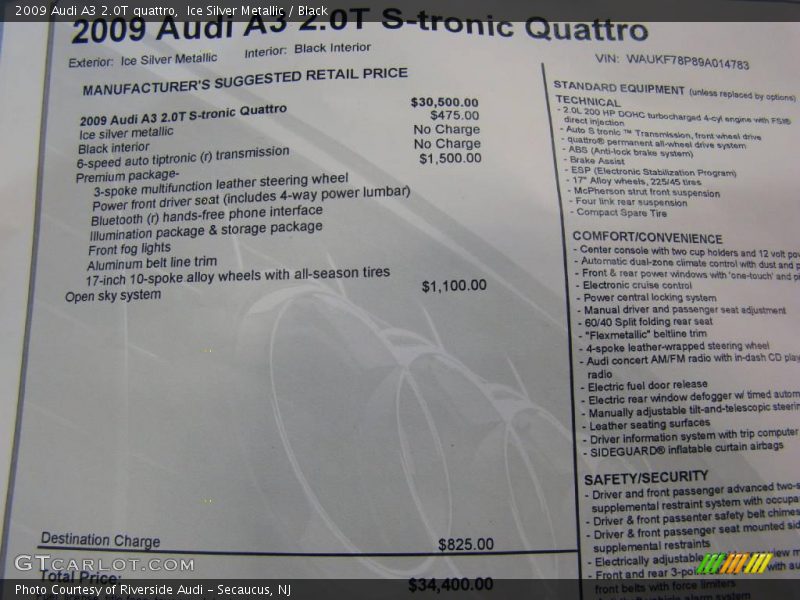 2009 Audi A3 2.0T quattro, Ice Silver Metallic / Black
2009 Audi A3 2.0T S-tronic Quattro
Exterior: Ice Silver Metallic Interior: Black Interior
VIN: WAUKF78P89A014783
MANUFACTURER'S SUGGESTED RETAIL PRICE
2009 Audi A3 2.0T S-tronic Quattro $30,500.00
Ice silver metallic $475.00
Black interior No Charge
6-speed auto tiptronic (r) transmission No Charge
Premium package- $1,500.00
3-spoke multifunction leather steering wheel
Power front driver seat (includes 4-way power lumbar)
Bluetooth (r) hands-free phone interface
Illumination package & storage package
Front fog lights
Aluminum belt line trim
17-inch 10-spoke alloy wheels with all-season tires
Open sky system $1,100.00
Destination Charge $825.00
Total Price: $34,400.00
STANDARD EQUIPMENT (unless replaced by options)
TECHNICAL
- 2.0L 200 HP DOHC turbocharged 4-cyl engine with FSI®
direct injection
- Auto S tronic ™ Transmission, front wheel drive
- quattro® permanent all-wheel drive system
- ABS (Anti-lock brake system)
- Brake Assist
- ESP (Electronic Stabilization Program)
- 17" Alloy wheels, 225/45 tires
- McPherson strut front suspension
- Four link rear suspension
- Compact Spare Tire
COMFORT/CONVENIENCE
- Center console with two cup holders and 12 volt
- Automatic dual-zone climate control with dust and
- Front & rear power windows with 'one-touch' and
- Electronic cruise control
- Power central locking system
- Manual driver and passenger seat adjustment
- 60/40 Split folding rear seat
- "Flexmetallic" beltline trim
- 4-spoke leather-wrapped steering wheel
- Audi concert AM/FM radio with in-dash CD
radio
- Electric fuel door release
- Electric rear window defogger w/ timed
- Manually adjustable tilt-and-telescopic
- Leather seating surfaces
- Driver information system with trip computer
- SIDEGUARD® inflatable curtain airbags
SAFETY/SECURITY
- Driver and front passenger advanced
supplemental restraint system with
- Driver & front passenter safety belt chimes
- Driver & front passenger seat mounted
supplemental restraints
- Electrically adjustable
- Front and rear
front belts with force limiters
GTcarlot.com
Photo Courtesy of Riverside Audi - Secaucus, NJ